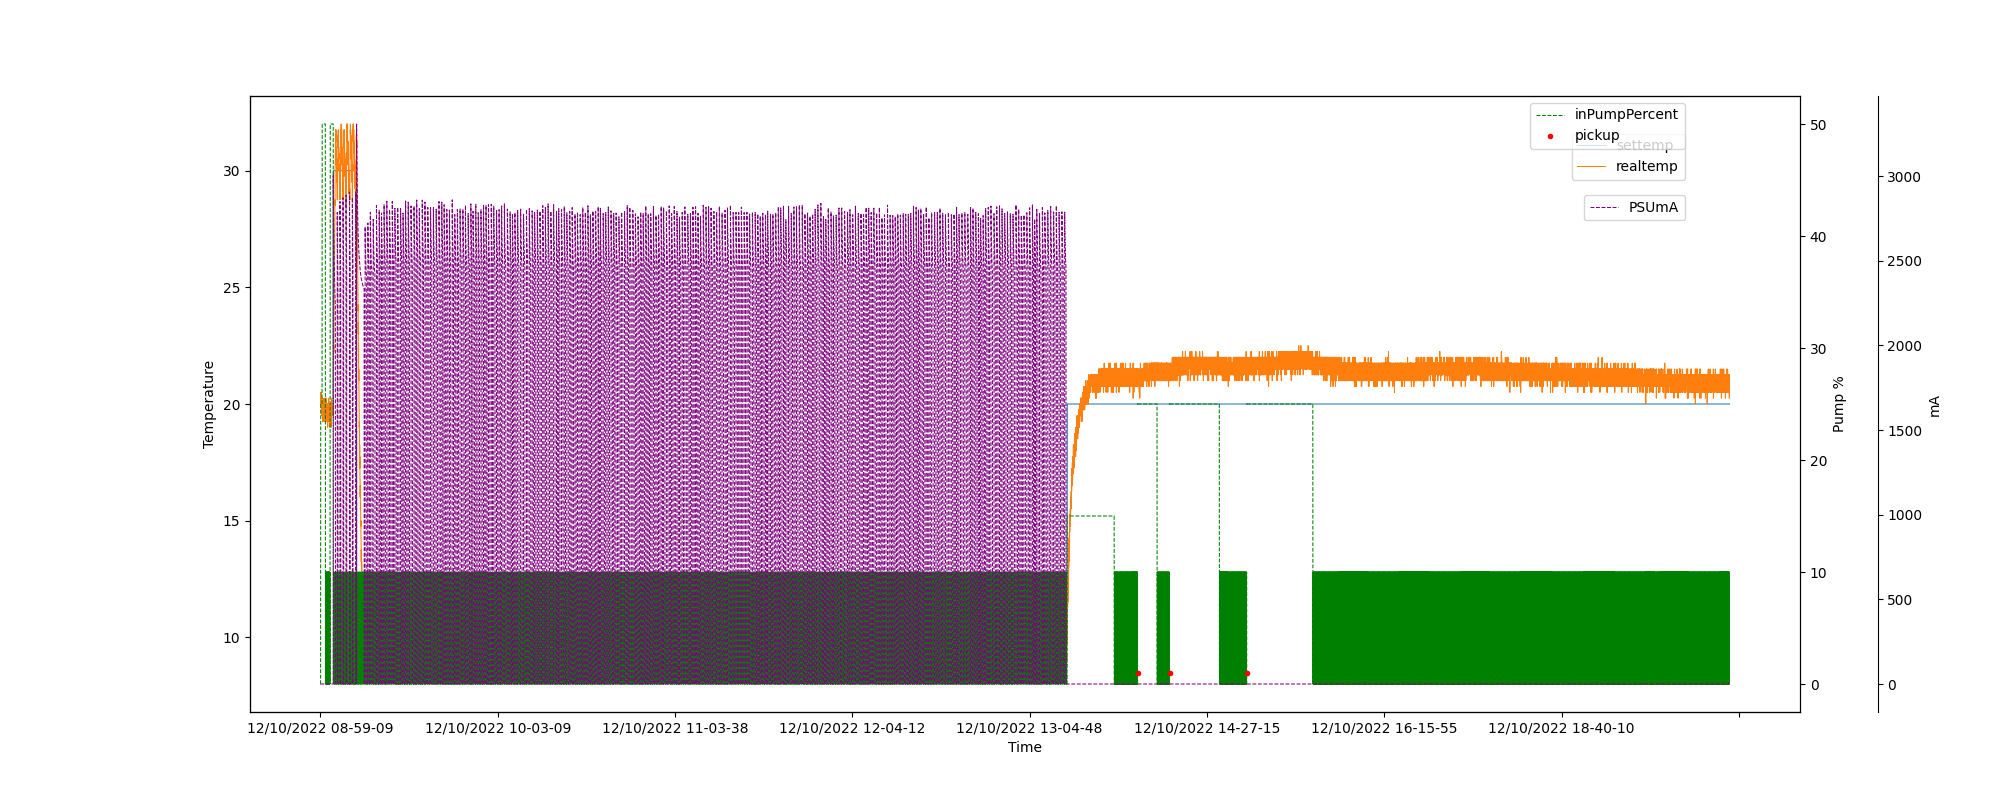 inPumpPercent
pickup
settemp
realtemp
PSUmA
30
25
20
15
10
Temperature
50
40
30
20
10
0
Pump %
3000
2500
2000
1500
1000
500
0
mA
12/10/2022 08-59-09
12/10/2022 10-03-09
12/10/2022 11-03-38
12/10/2022 12-04-12
12/10/2022 13-04-48
12/10/2022 14-27-15
12/10/2022 16-15-55
12/10/2022 18-40-10
Time